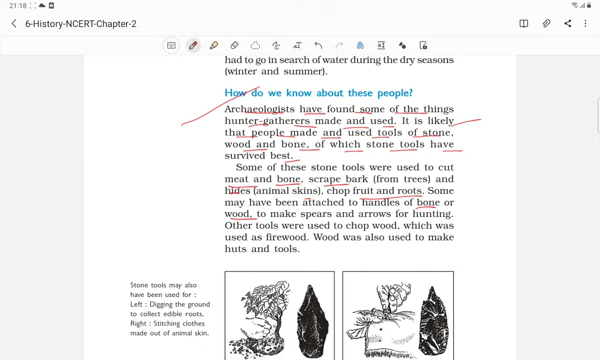 21:18
6-History-NCERT-Chapter-2
had to go in search of water during the dry seasons
(winter and summer).
How do we know about these people?
Archaeologists have found some of the things
hunter-gatherers made and used. It is likely
that people made and used tools of stone,
wood and bone, of which stone tools have
survived best.
Some of these stone tools were used to cut
meat and bone, scrape bark (from trees) and
hides (animal skins), chop fruit and roots. Some
may have been attached to handles of bone or
wood, to make spears and arrows for hunting.
Other tools were used to chop wood, which was
used as firewood. Wood was also used to make
huts and tools.
Stone tools may also
have been used for :
Left : Digging the ground
to collect edible roots.
Right : Stitching clothes
made out of animal skin.